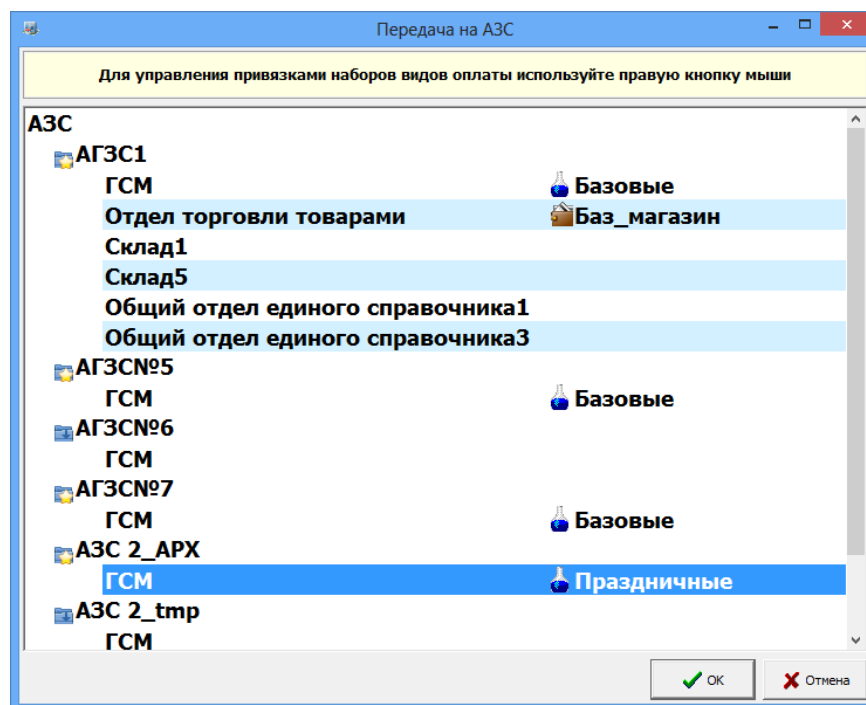 Передача на АЗС
Для управления привязками наборов видов оплаты используйте правую кнопку мыши
АЗС
АГЗС1
ГСМ Базовые
Отдел торговли товарами Баз_магазин
Склад1
Склад5
Общий отдел единого справочника1
Общий отдел единого справочника3
АГЗС№5
ГСМ Базовые
АГЗС№6
ГСМ
АГЗС№7
ГСМ Базовые
АЗС 2_АРХ
ГСМ Праздничные
АЗС 2_tmp
ГСМ
ОК Отмена